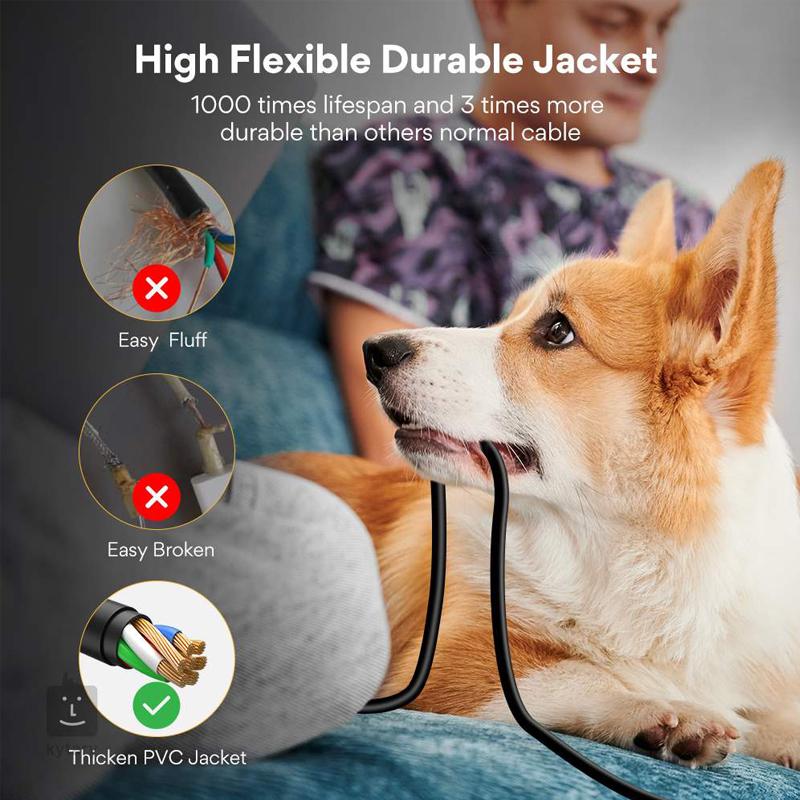 High Flexible Durable Jacket
1000 times lifespan and 3 times more
durable than others normal cable
Easy Fluff
Easy Broken
Thicken PVC Jacket